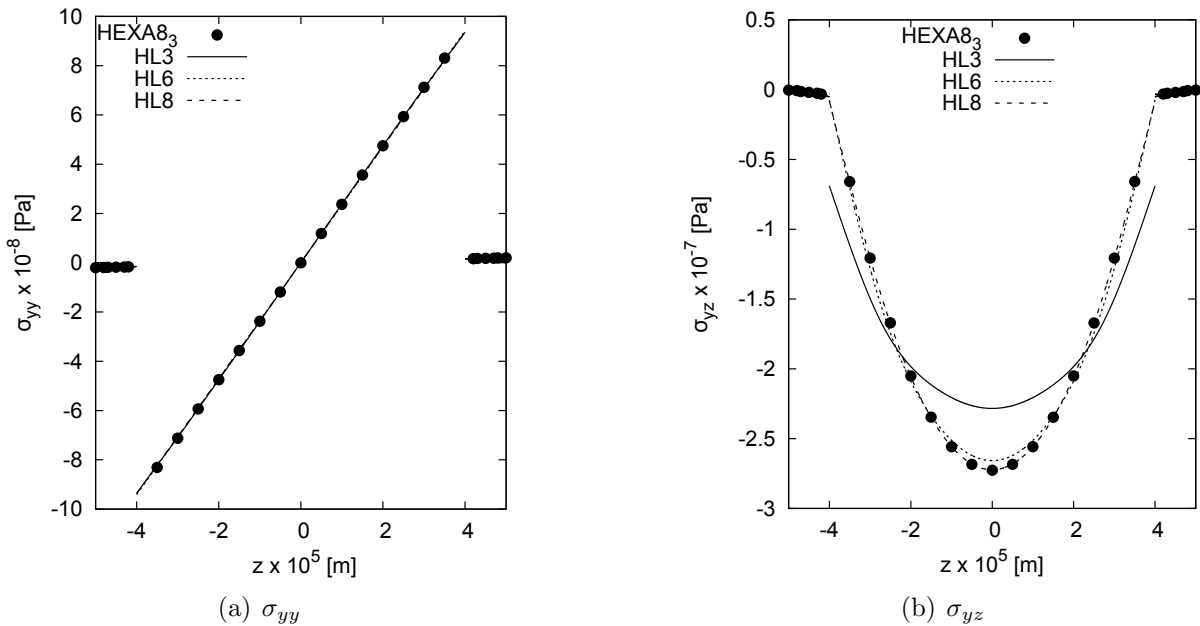 HEXA8₃
HL3
HL6
HL8
10
8
6
4
2
0
-2
-4
-6
-8
-10
σyy x 10⁻⁸ [Pa]
-4 -2 0 2 4
z x 10⁵ [m]
(a) σyy
HEXA8₃
HL3
HL6
HL8
0.5
0
-0.5
-1
-1.5
-2
-2.5
-3
σyz x 10⁻⁷ [Pa]
-4 -2 0 2 4
z x 10⁵ [m]
(b) σyz